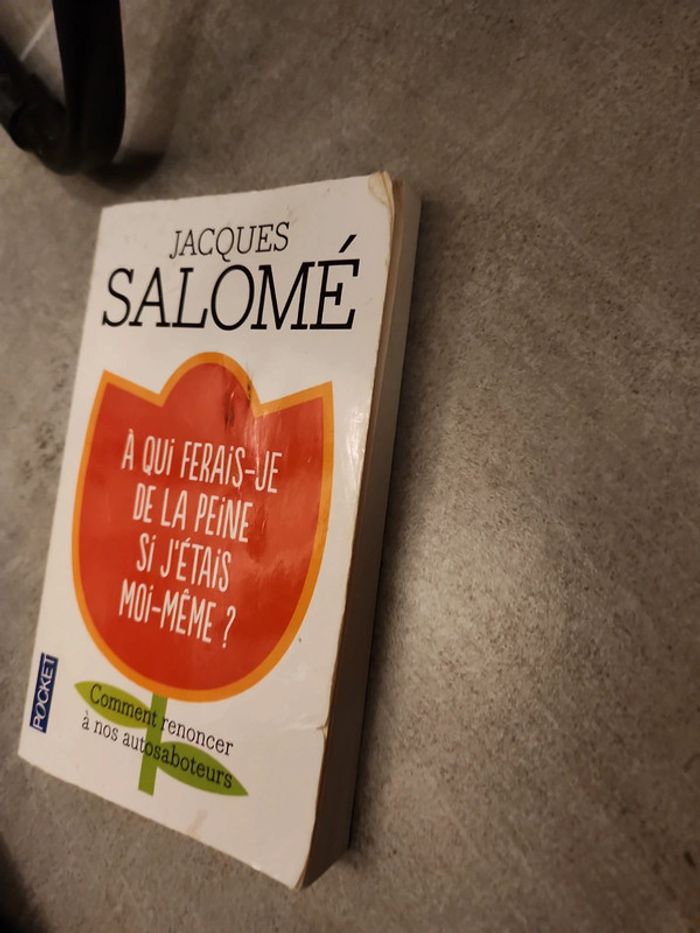 JACQUES
SALOMÉ
À QUi FERAiS-JE
DE LA PEiNE
Si J'ÉTAiS
MOi-MÊME ?
Comment renoncer
à nos autosaboteurs
POCKET